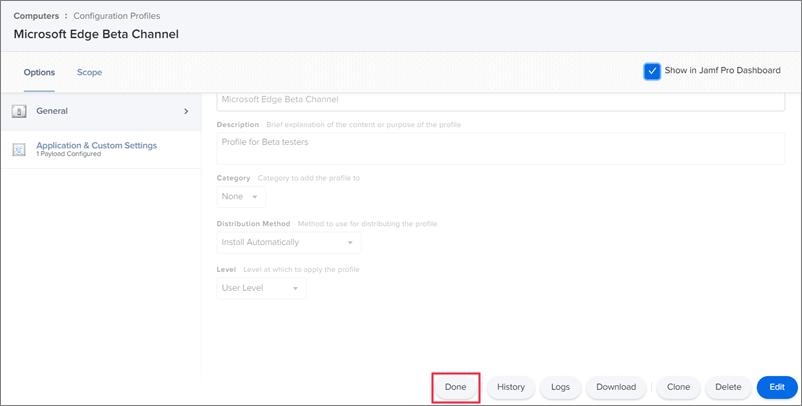 Computers : Configuration Profiles
Microsoft Edge Beta Channel
Options Scope
Show in Jamf Pro Dashboard
General
Application & Custom Settings
1 Payload Configured
Microsoft Edge Beta Channel
Description Brief explanation of the content or purpose of the profile
Profile for Beta testers
Category Category to add the profile to
None
Distribution Method Method to use for distributing the profile
Install Automatically
Level Level at which to apply the profile
User Level
Done History Logs Download Clone Delete Edit